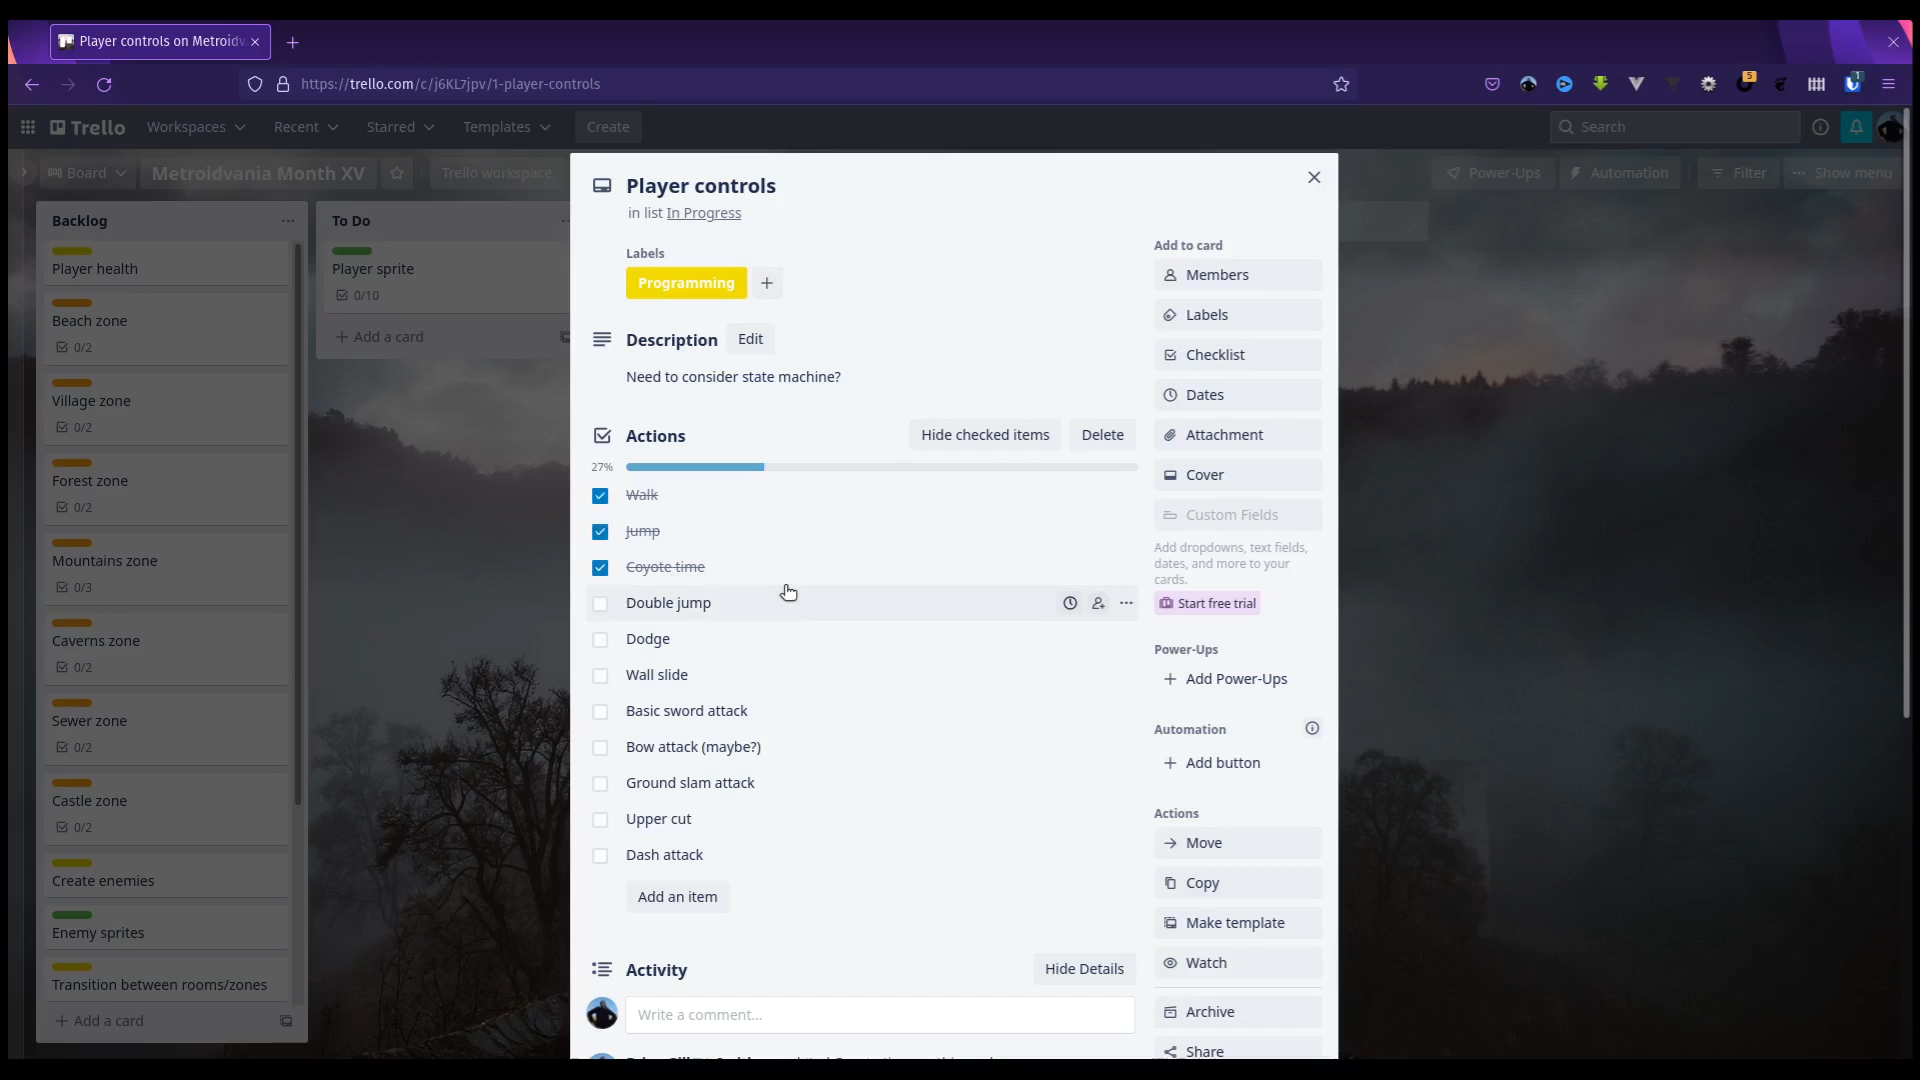 Player controls on Metroidv
https://trello.com/c/j6KL7jpv/1-player-controls
5
1
Trello
Workspaces
Recent
Starred
Templates
Create
Search
Board
Metroidvania Month XV
Trello workspace
Power-Ups
Automation
Filter
Show menu
Backlog
Player health
Beach zone
0/2
Village zone
0/2
Forest zone
0/2
Mountains zone
0/3
Caverns zone
0/2
Sewer zone
0/2
Castle zone
0/2
Create enemies
Enemy sprites
Transition between rooms/zones
Add a card
To Do
Player sprite
0/10
Add a card
Player controls
in list In Progress
Labels
Programming
Description
Edit
Need to consider state machine?
Actions
Hide checked items
Delete
27%
Walk
Jump
Coyote time
Double jump
Dodge
Wall slide
Basic sword attack
Bow attack (maybe?)
Ground slam attack
Upper cut
Dash attack
Add an item
Activity
Hide Details
Write a comment...
Add to card
Members
Labels
Checklist
Dates
Attachment
Cover
Custom Fields
Add dropdowns, text fields,
dates, and more to your
cards.
Start free trial
Power-Ups
Add Power-Ups
Automation
Add button
Actions
Move
Copy
Make template
Watch
Archive
Share